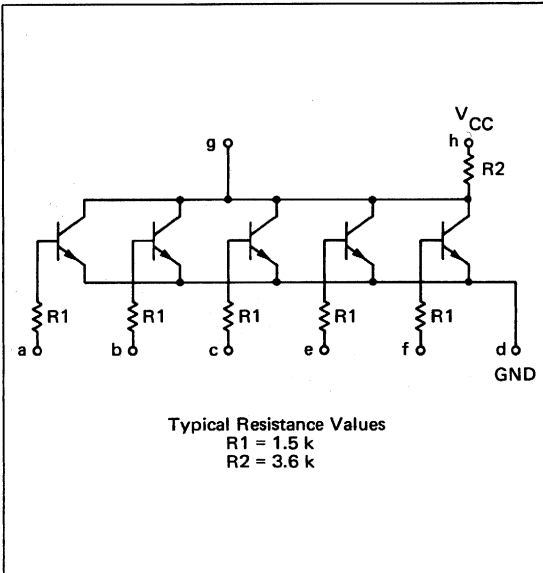 VCC
g
h
R2
R1
R1
R1
R1
R1
a
b
c
e
f
d
GND
Typical Resistance Values
R1 = 1.5 k
R2 = 3.6 k